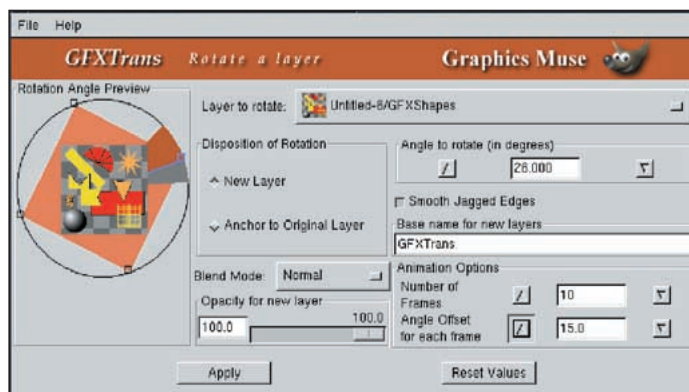 File Help
GFXTrans Rotate a layer Graphics Muse
Rotation Angle Preview
Layer to rotate: Untitled-6/GFXShapes
Disposition of Rotation
New Layer
Anchor to Original Layer
Angle to rotate (in degrees)
26.000
Smooth Jagged Edges
Base name for new layers
GFXTrans
Blend Mode: Normal
Opacity for new layer
100.0
100.0
Animation Options
Number of
Frames
10
Angle Offset
for each frame
15.0
Apply Reset Values